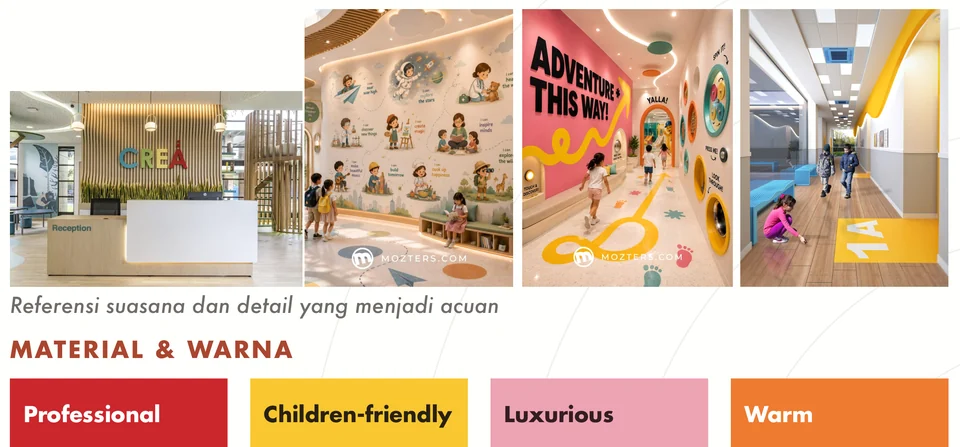 CREÁ
Reception
ADVENTURE
THIS WAY!
YALLA!
MOZTERS.COM
MOZTERS.COM
1A
Referensi suasana dan detail yang menjadi acuan
MATERIAL & WARNA
Professional
Children-friendly
Luxurious
Warm